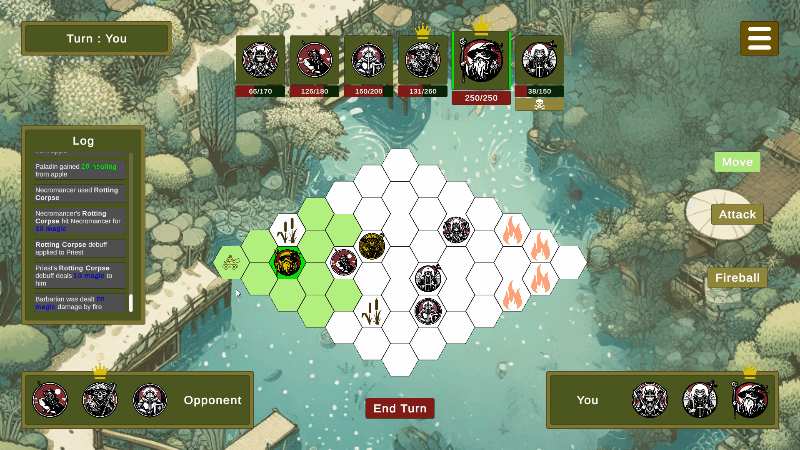 Turn : You
65/170
126/180
160/200
131/260
250/250
38/150
Log
Paladin gained 20 healing
from apple
Necromancer used Rotting
Corpse
Necromancer's Rotting
Corpse hit Necromancer for
10 magic
Rotting Corpse debuff
applied to Priest
Priest's Rotting Corpse
debuff deals 10 magic to
him
Barbarian was dealt
magic damage by fire
Move
Attack
Fireball
Opponent
End Turn
You